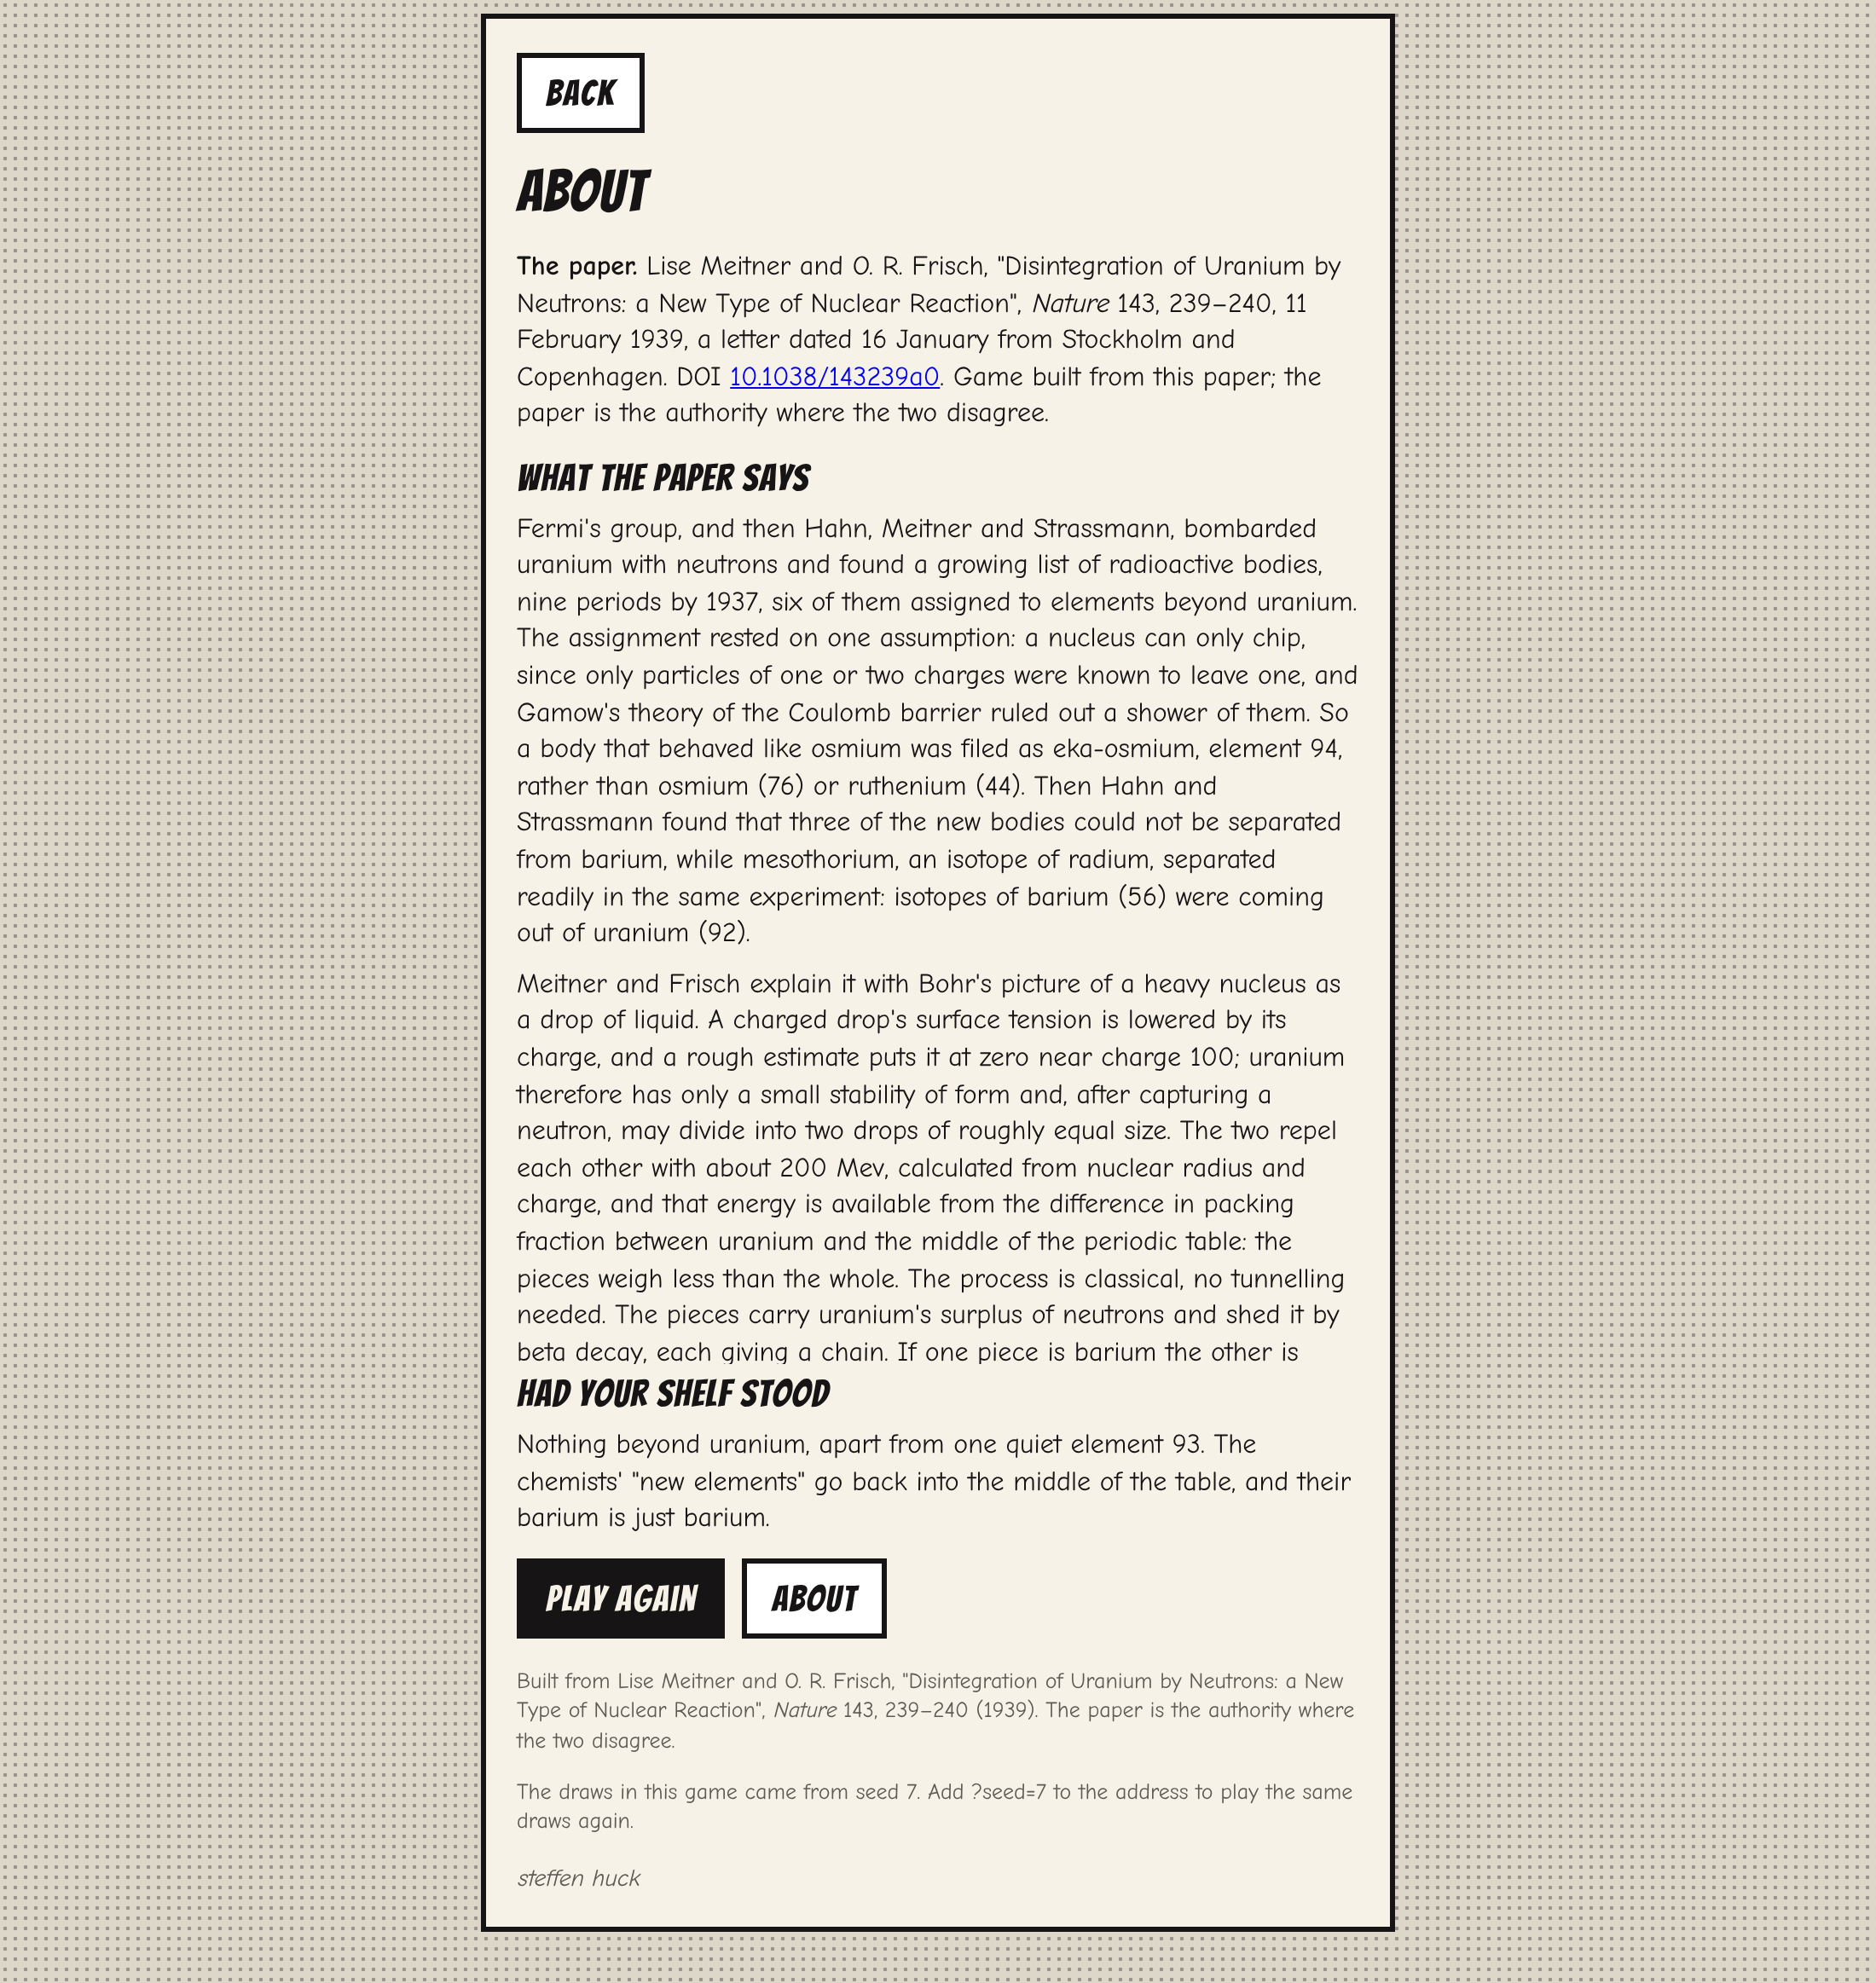 BACK
ABOUT
The paper. Lise Meitner and O. R. Frisch, "Disintegration of Uranium by
Neutrons: a New Type of Nuclear Reaction", Nature 143, 239–240, 11
February 1939, a letter dated 16 January from Stockholm and
Copenhagen. DOI 10.1038/143239a0. Game built from this paper; the
paper is the authority where the two disagree.
WHAT THE PAPER SAYS
Fermi's group, and then Hahn, Meitner and Strassmann, bombarded
uranium with neutrons and found a growing list of radioactive bodies,
nine periods by 1937, six of them assigned to elements beyond uranium.
The assignment rested on one assumption: a nucleus can only chip,
since only particles of one or two charges were known to leave one, and
Gamow's theory of the Coulomb barrier ruled out a shower of them. So
a body that behaved like osmium was filed as eka-osmium, element 94,
rather than osmium (76) or ruthenium (44). Then Hahn and
Strassmann found that three of the new bodies could not be separated
from barium, while mesothorium, an isotope of radium, separated
readily in the same experiment: isotopes of barium (56) were coming
out of uranium (92).
Meitner and Frisch explain it with Bohr's picture of a heavy nucleus as
a drop of liquid. A charged drop's surface tension is lowered by its
charge, and a rough estimate puts it at zero near charge 100; uranium
therefore has only a small stability of form and, after capturing a
neutron, may divide into two drops of roughly equal size. The two repel
each other with about 200 Mev, calculated from nuclear radius and
charge, and that energy is available from the difference in packing
fraction between uranium and the middle of the periodic table: the
pieces weigh less than the whole. The process is classical, no tunnelling
needed. The pieces carry uranium's surplus of neutrons and shed it by
beta decay, each giving a chain. If one piece is barium the other is
HAD YOUR SHELF STOOD
Nothing beyond uranium, apart from one quiet element 93. The
chemists' "new elements" go back into the middle of the table, and their
barium is just barium.
PLAY AGAIN ABOUT
Built from Lise Meitner and O. R. Frisch, "Disintegration of Uranium by Neutrons: a New
Type of Nuclear Reaction", Nature 143, 239–240 (1939). The paper is the authority where
the two disagree.
The draws in this game came from seed 7. Add ?seed=7 to the address to play the same
draws again.
steffen huck